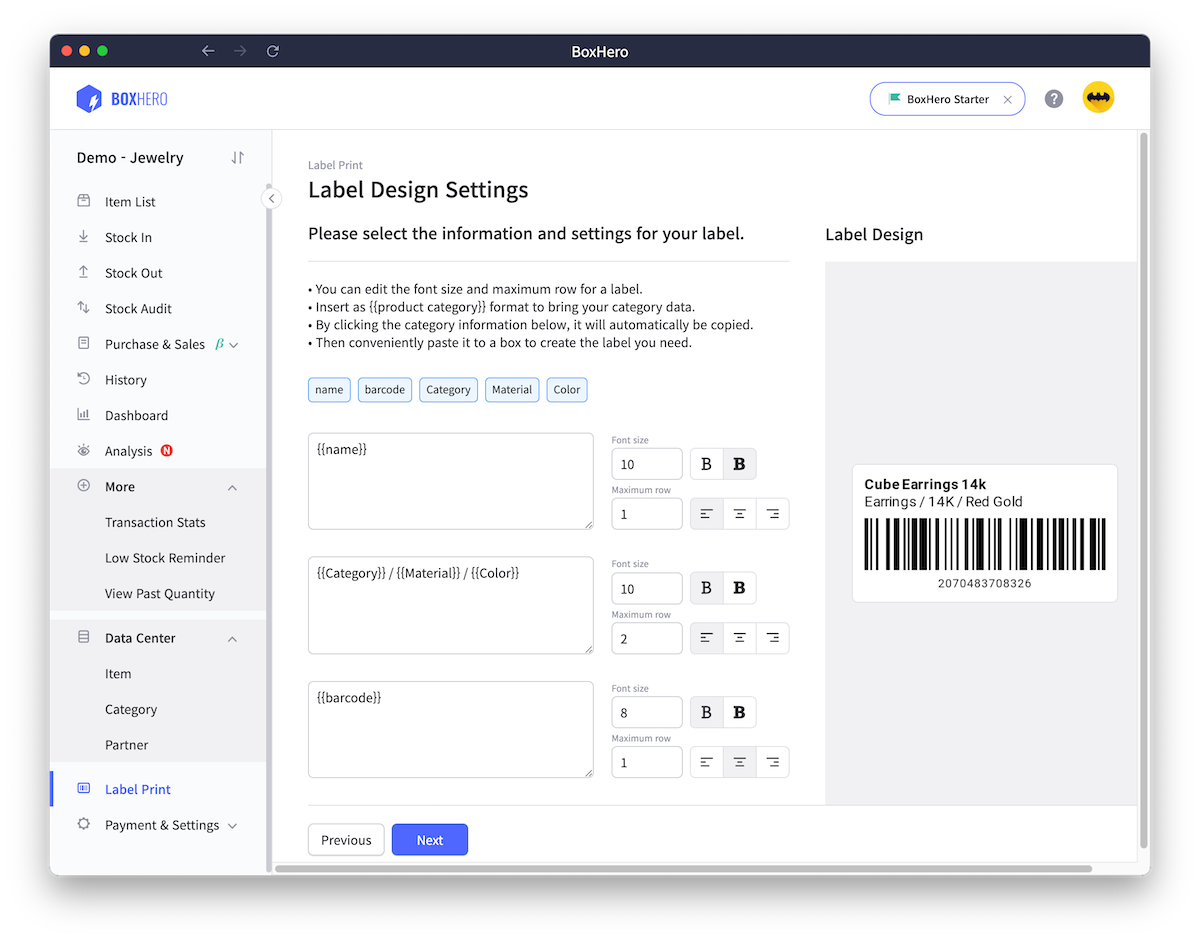 BoxHero
BOXHERO
BoxHero Starter
?
Demo - Jewelry
Item List
Stock In
Stock Out
Stock Audit
Purchase & Sales β
History
Dashboard
Analysis N
More
Transaction Stats
Low Stock Reminder
View Past Quantity
Data Center
Item
Category
Partner
Label Print
Payment & Settings
Label Print
Label Design Settings
Please select the information and settings for your label.
• You can edit the font size and maximum row for a label.
• Insert as {{product category}} format to bring your category data.
• By clicking the category information below, it will automatically be copied.
• Then conveniently paste it to a box to create the label you need.
name barcode Category Material Color
{{name}}
Font size
10 B B
Maximum row
1
{{Category}} / {{Material}} / {{Color}}
Font size
10 B B
Maximum row
2
{{barcode}}
Font size
8 B B
Maximum row
1
Previous Next
Label Design
Cube Earrings 14k
Earrings / 14K / Red Gold
2070483708326